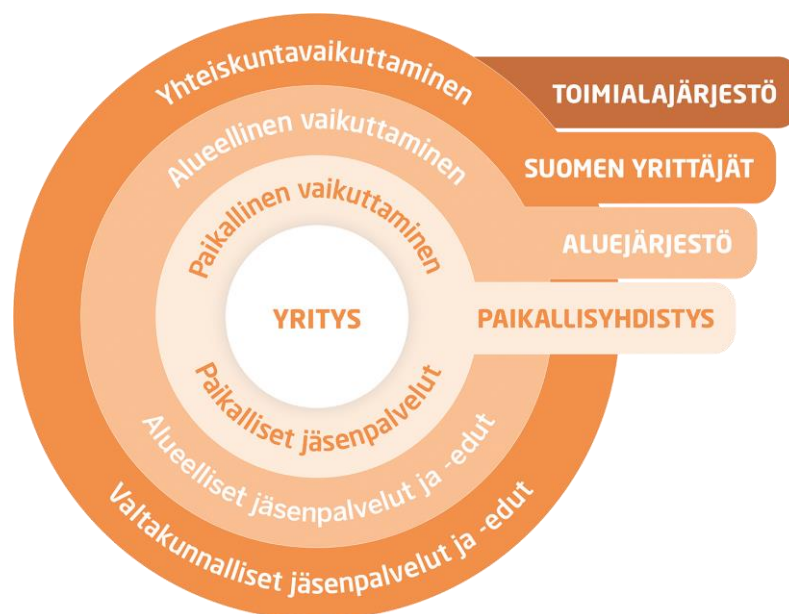 Yhteiskuntavaikuttaminen
TOIMIALAJÄRJESTÖ
Alueellinen vaikuttaminen
SUOMEN YRITTÄJÄT
Paikallinen vaikuttaminen
ALUEJÄRJESTÖ
YRITYS
PAIKALLISYHDISTYS
Paikalliset jäsenpalvelut
Alueelliset jäsenpalvelut ja -edut
Valtakunnalliset jäsenpalvelut ja -edut